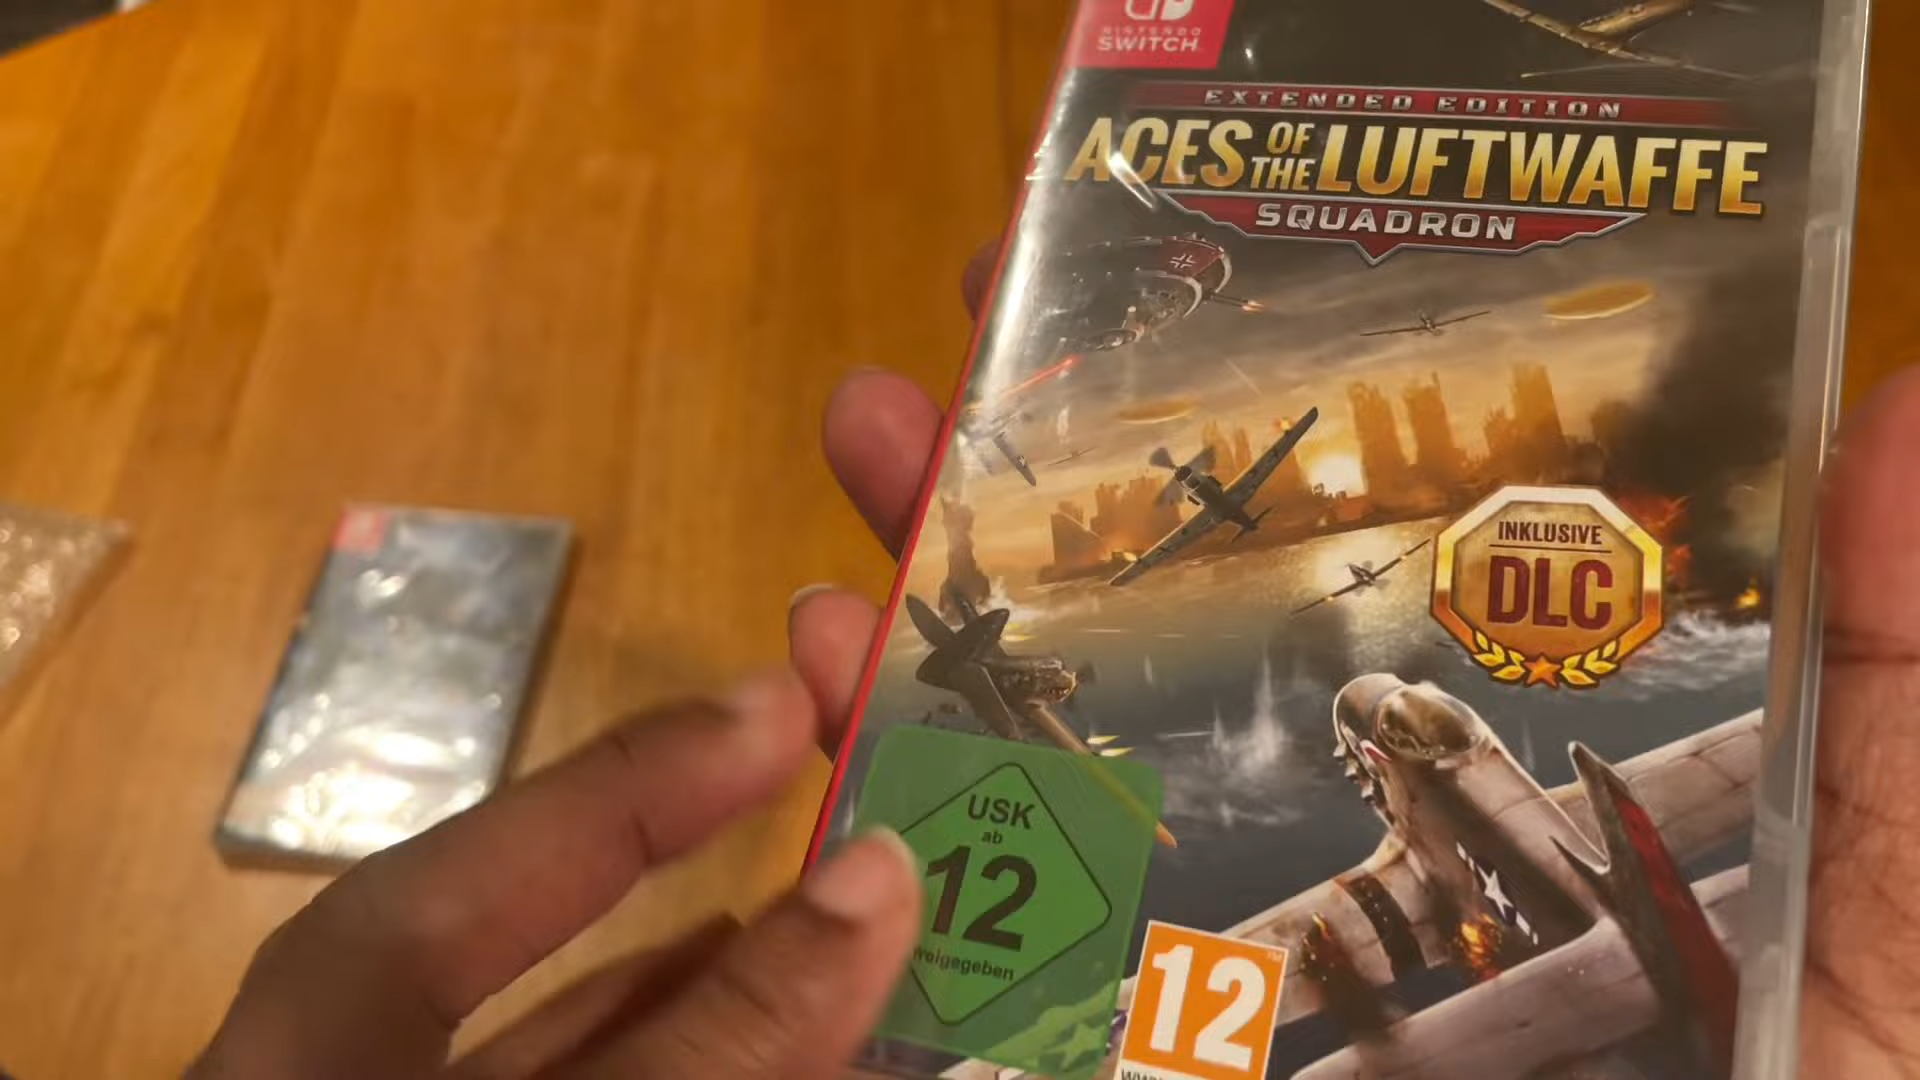 NINTENDO
SWITCH
EXTENDED EDITION
ACES OF THE LUFTWAFFE
SQUADRON
INKLUSIVE
DLC
USK
ab
12
freigegeben
12